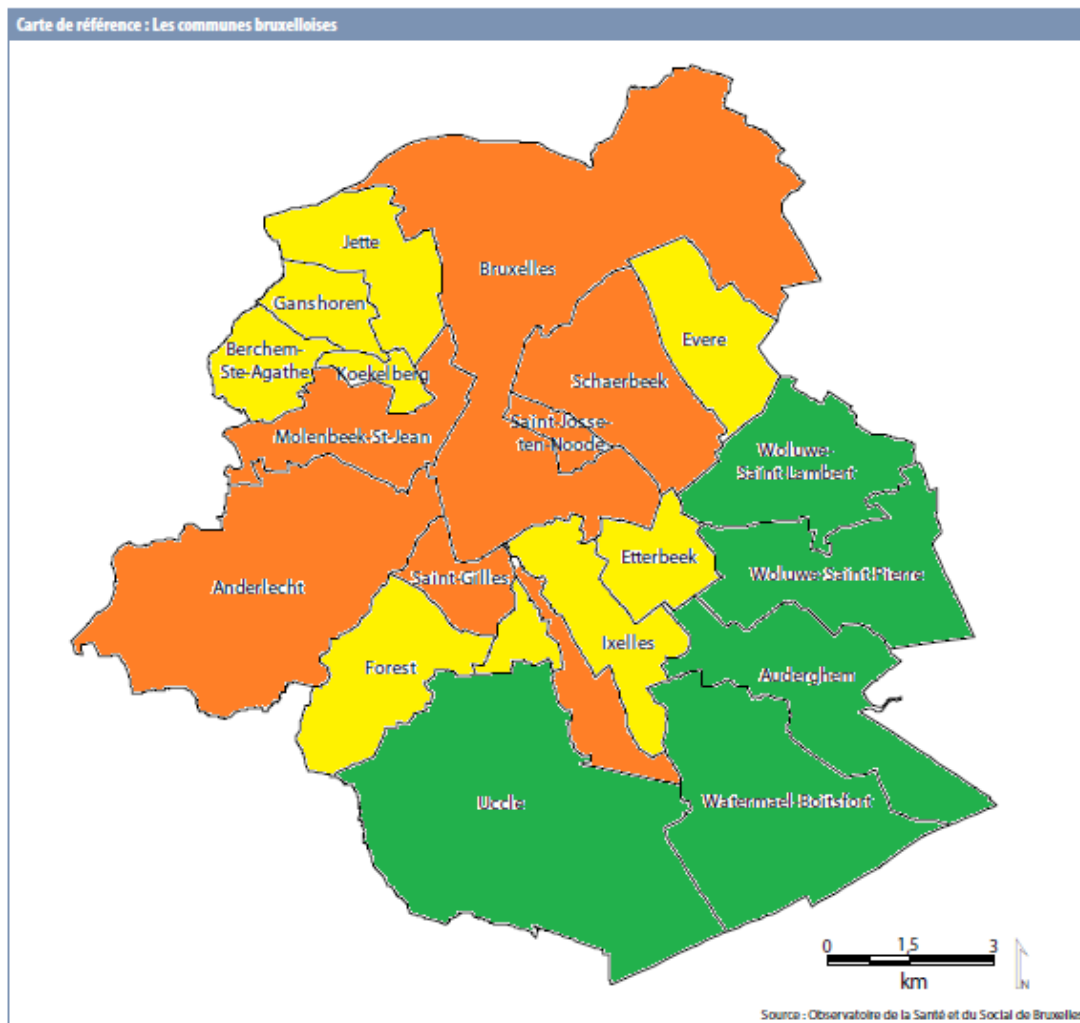 Carte de référence : Les communes bruxelloises
Jette
Bruxelles
Ganshoren
Evere
Berchem-
Ste-Agathe
Koekelberg
Schaerbeek
Saint-Josse-
ten-Noode
Molenbeek-St-Jean
Woluwe-
Saint-Lambert
Etterbeek
Woluwe-Saint-Pierre
Anderlecht
Saint-Gilles
Ixelles
Forest
Auderghem
Uccle
Watermael-Boitsfort
0 1,5 3
km
N
Source : Observatoire de la Santé et du Social de Bruxelles